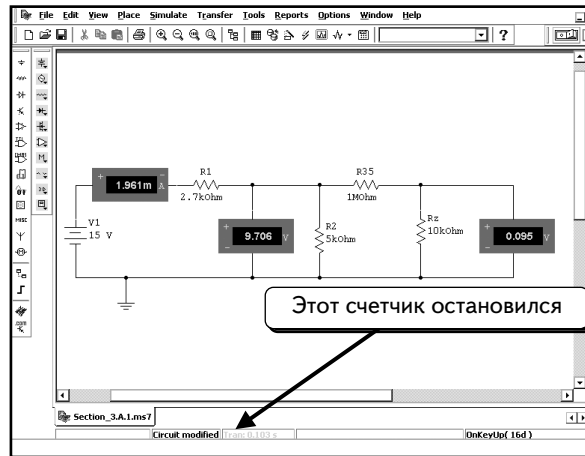 File Edit View Place Simulate Transfer Tools Reports Options Window Help
?
MISC
.com
+ 1.961m A
R1
2.7kOhm
R35
1MOhm
V1
15 V
+ 9.706 V
R2
5kOhm
Rz
10kOhm
+ 0.095 V
Этот счетчик остановился
Section_3.A.1.ms7
Circuit modified Tran: 0.103 s OnKeyUp( 16d )